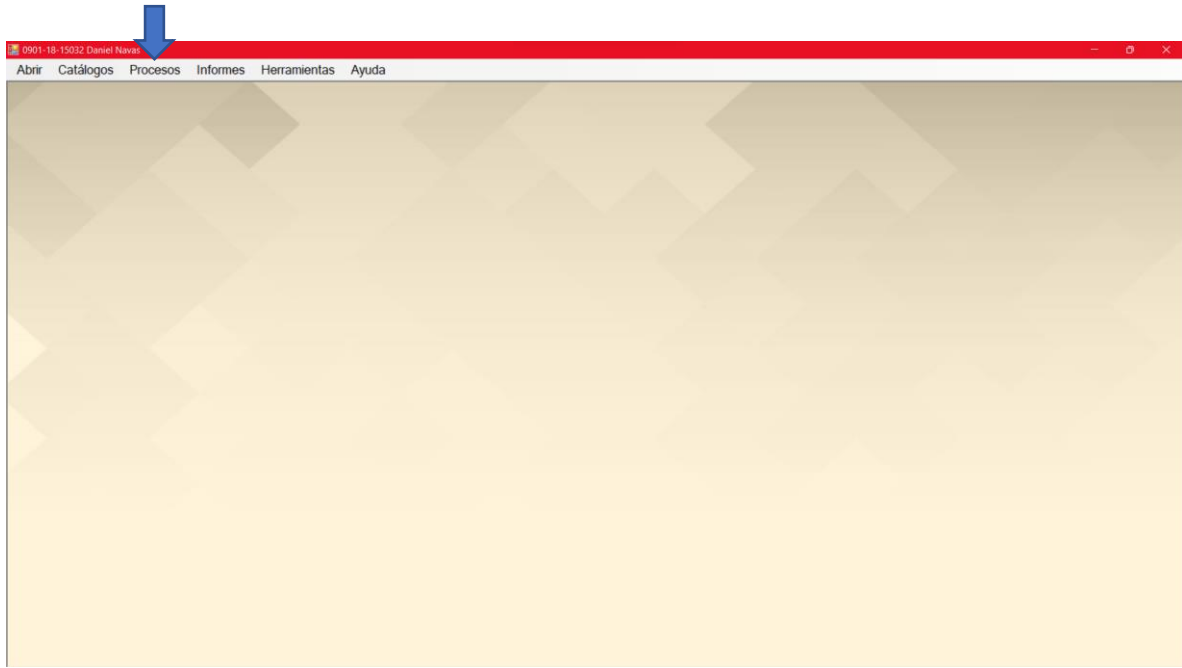 0901-18-15032 Daniel Navas
Abrir Catálogos Procesos Informes Herramientas Ayuda